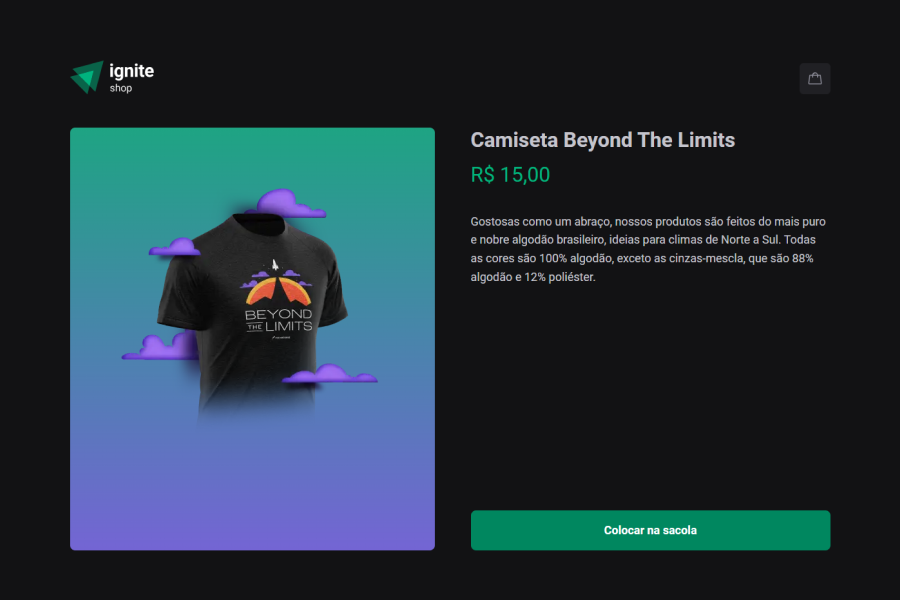 ignite
shop
Camiseta Beyond The Limits
R$ 15,00
Gostosas como um abraço, nossos produtos são feitos do mais puro
e nobre algodão brasileiro, ideias para climas de Norte a Sul. Todas
as cores são 100% algodão, exceto as cinzas-mescla, que são 88%
algodão e 12% poliéster.
BEYOND
THE LIMITS
Colocar na sacola